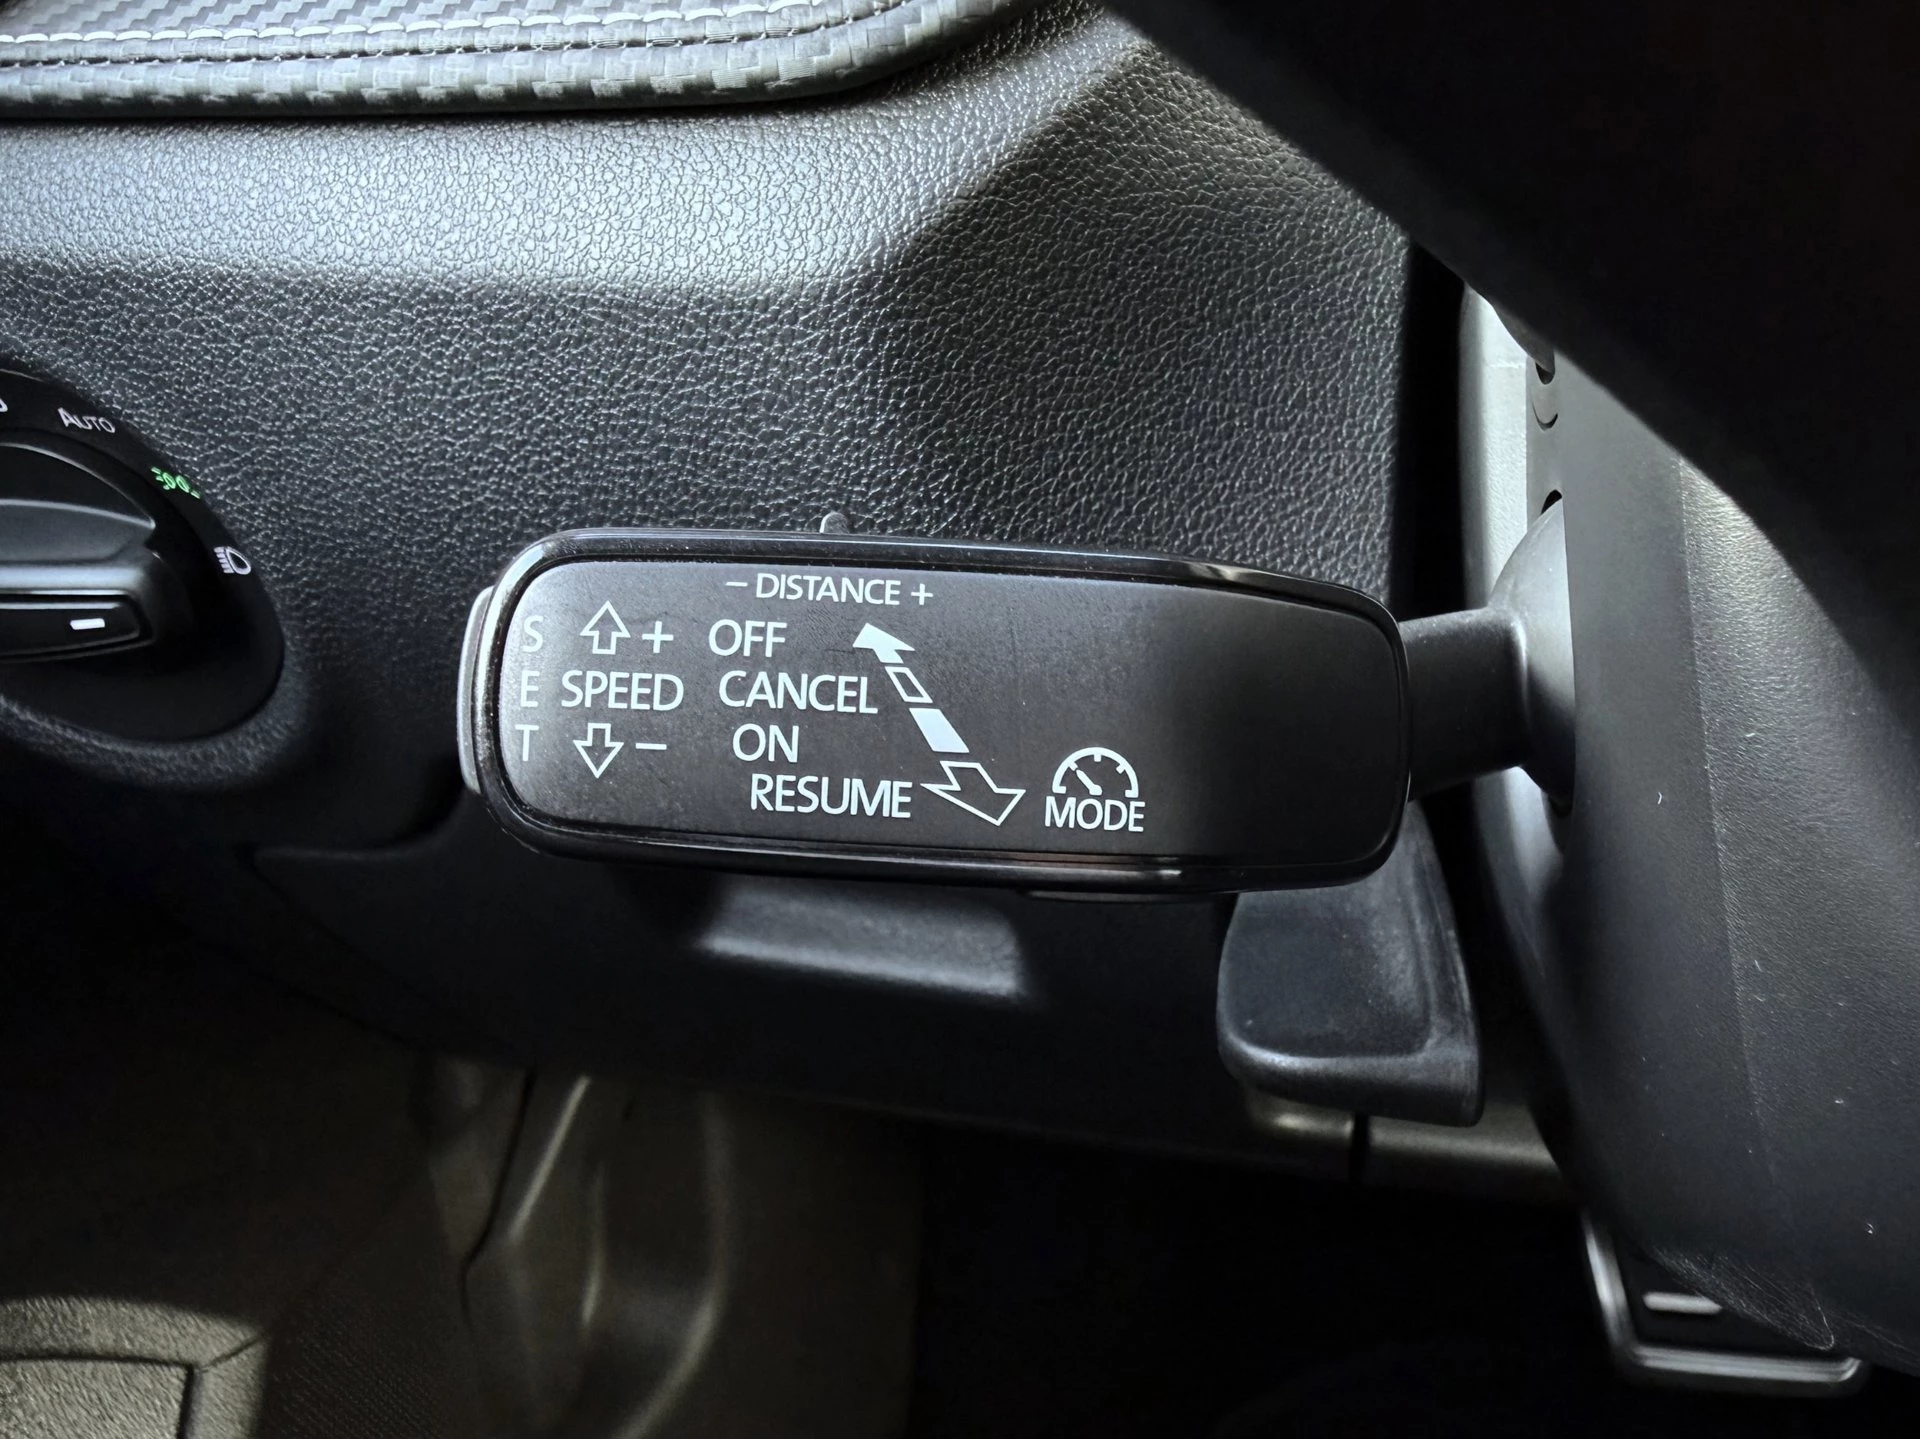 AUTO
– DISTANCE +
S + OFF
E SPEED CANCEL
T – ON
RESUME
MODE